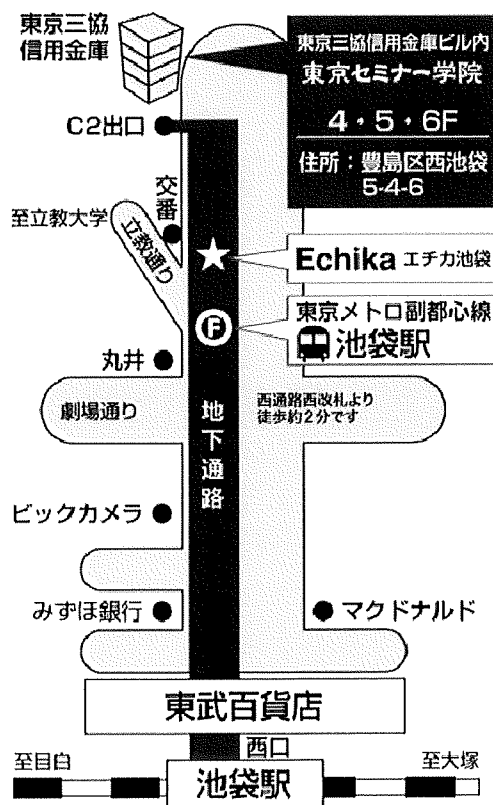 東京三協
信用金庫
東京三協信用金庫ビル内
東京セミナー学院
4・5・6F
住所:豊島区西池袋
5-4-6
C2出口
交番
至立教大学
立教通り
Echika エチカ池袋
東京メトロ副都心線
F
池袋駅
丸井
劇場通り
地下通路
西通路西改札より
徒歩約2分です
ビックカメラ
みずほ銀行
マクドナルド
東武百貨店
西口
至目白
至大塚
池袋駅